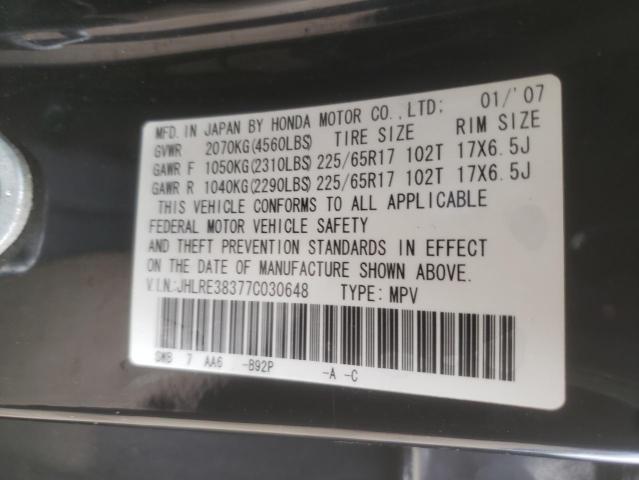 MFD. IN JAPAN BY HONDA MOTOR CO.,LTD; 01/'07
GVWR 2070KG(4560LBS) TIRE SIZE RIM SIZE
GAWR F 1050KG(2310LBS) 225/65R17 102T 17X6.5J
GAWR R 1040KG(2290LBS) 225/65R17 102T 17X6.5J
THIS VEHICLE CONFORMS TO ALL APPLICABLE
FEDERAL MOTOR VEHICLE SAFETY
AND THEFT PREVENTION STANDARDS IN EFFECT
ON THE DATE OF MANUFACTURE SHOWN ABOVE.
V.I.N.:JHLRE38377C030648 TYPE: MPV
SWB 7 AA6 -B92P -A -C